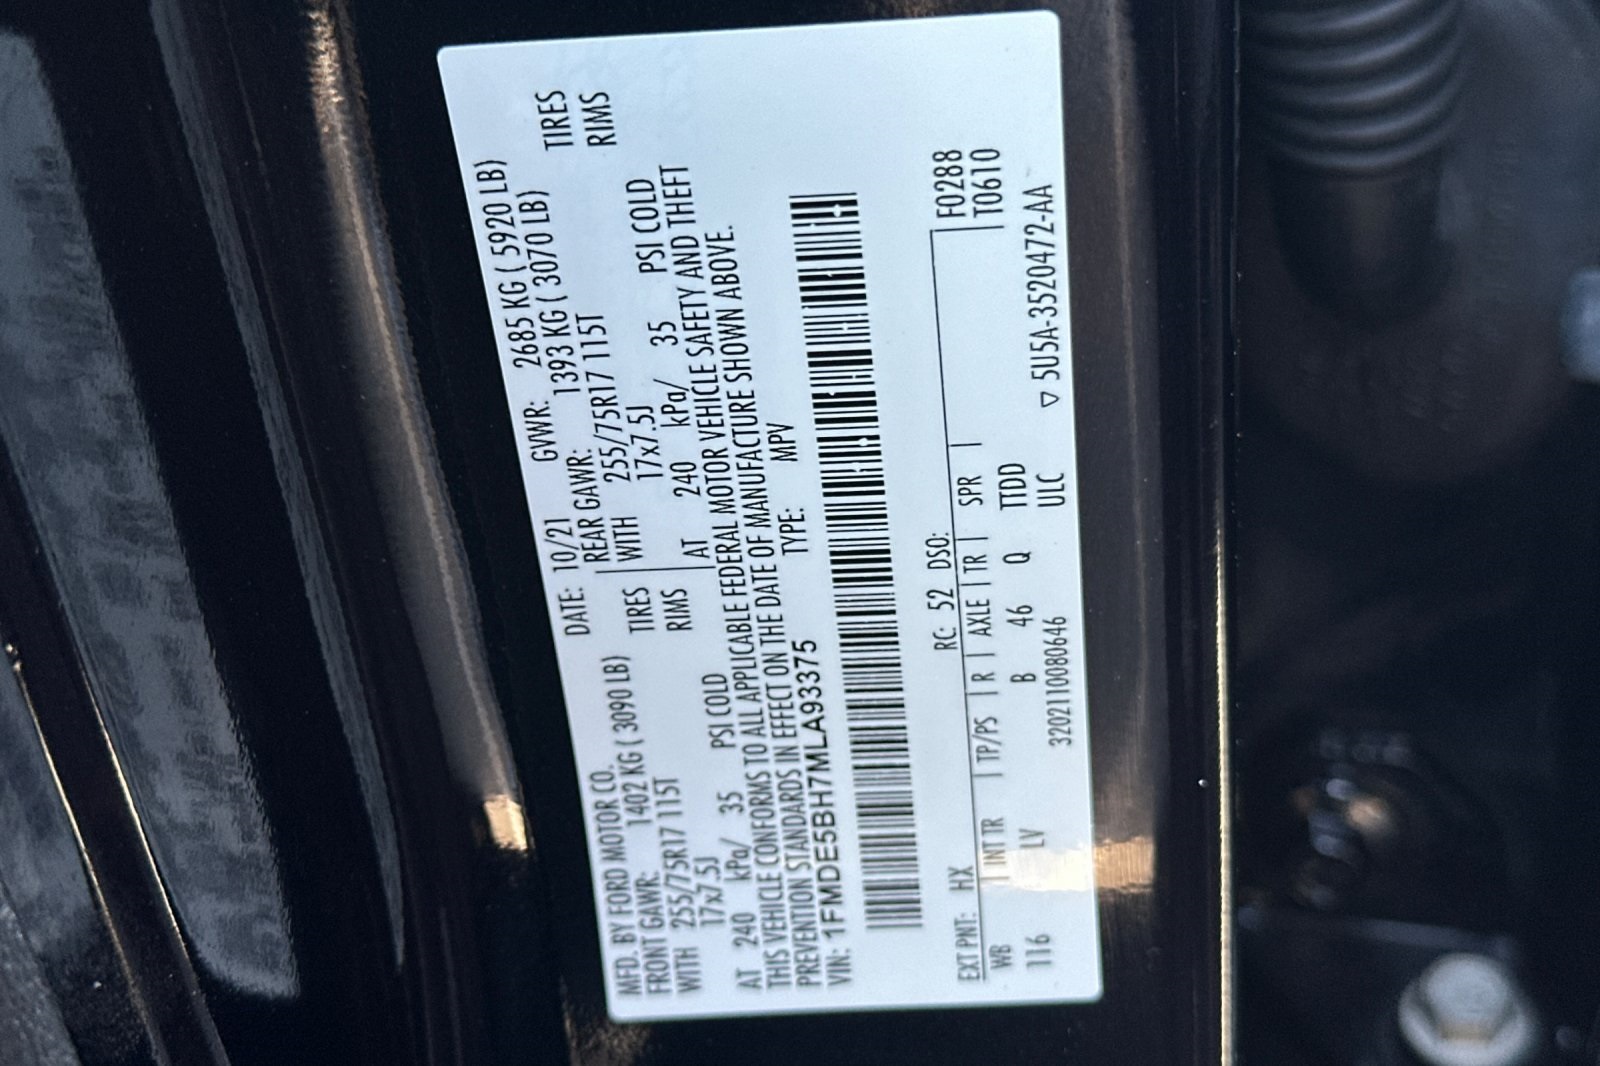 MFD. BY FORD MOTOR CO.
DATE: 10/21 GVWR: 2685 KG ( 5920 LB)
FRONT GAWR: 1402 KG ( 3090 LB) REAR GAWR: 1393 KG ( 3070 LB)
WITH 255/75R17 115T TIRES WITH 255/75R17 115T TIRES
17x7.5J RIMS 17x7.5J RIMS
AT 240 kPa/ 35 PSI COLD AT 240 kPa/ 35 PSI COLD
THIS VEHICLE CONFORMS TO ALL APPLICABLE FEDERAL MOTOR VEHICLE SAFETY AND THEFT
PREVENTION STANDARDS IN EFFECT ON THE DATE OF MANUFACTURE SHOWN ABOVE.
VIN: 1FMDE5BH7MLA93375 TYPE: MPV
EXT PNT: HX RC: 52 DSO: F0288
WB INT TR TP/PS R AXLE TR SPR T0610
116 LV B 46 Q TTDD
3202110080646 ULC ▽ 5U5A-3520472-AA